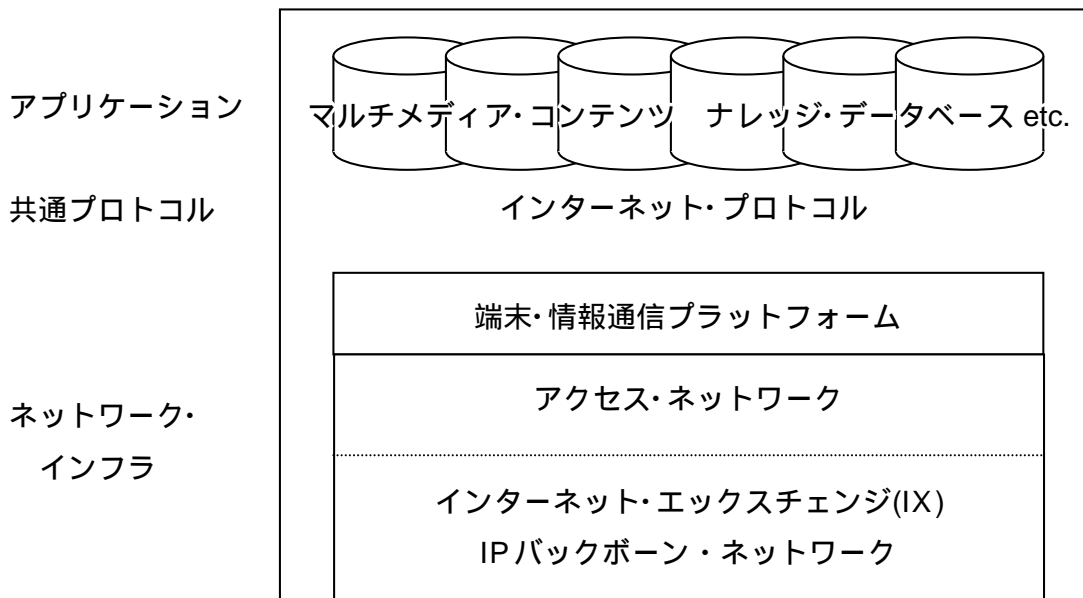 アプリケーション
マルチメディア・コンテンツ　ナレッジ・データベース etc.
共通プロトコル
インターネット・プロトコル
端末・情報通信プラットフォーム
アクセス・ネットワーク
ネットワーク・
インフラ
インターネット・エックスチェンジ(IX)
IPバックボーン・ネットワーク